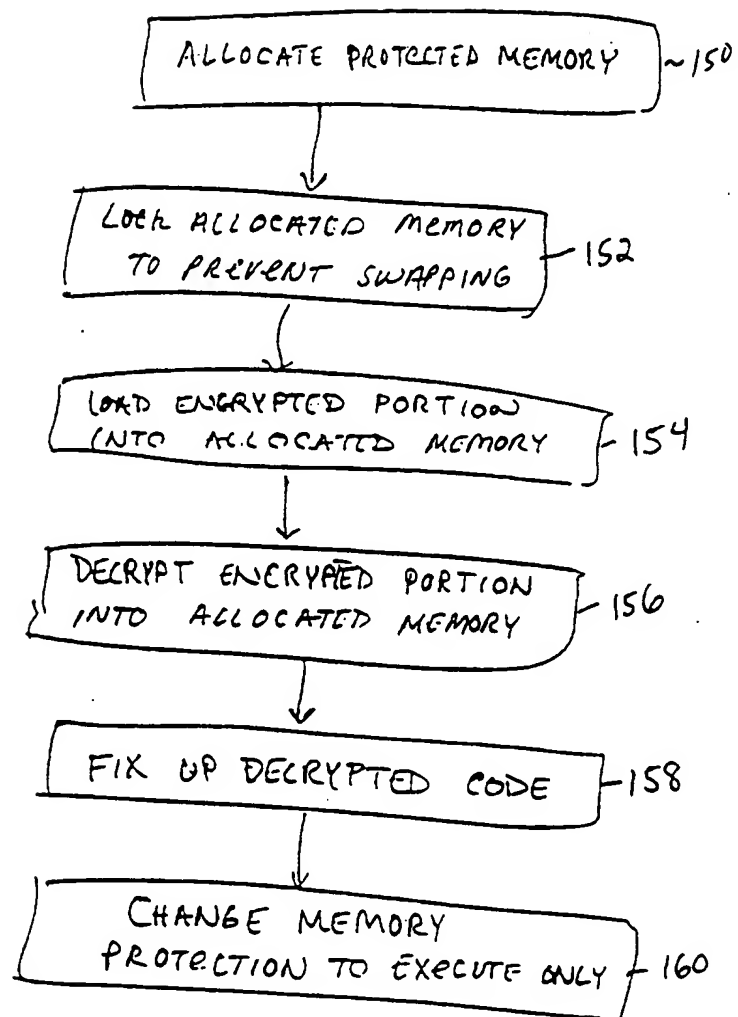 ALLOCATE PROTECTED MEMORY ~150
LOCK ALLOCATED MEMORY
TO PREVENT SWAPPING
152
LOAD ENCRYPTED PORTION
INTO ALLOCATED MEMORY
154
DECRYPT ENCRYPTED PORTION
INTO ALLOCATED MEMORY
156
FIX UP DECRYPTED CODE
158
CHANGE MEMORY
PROTECTION TO EXECUTE ONLY
160